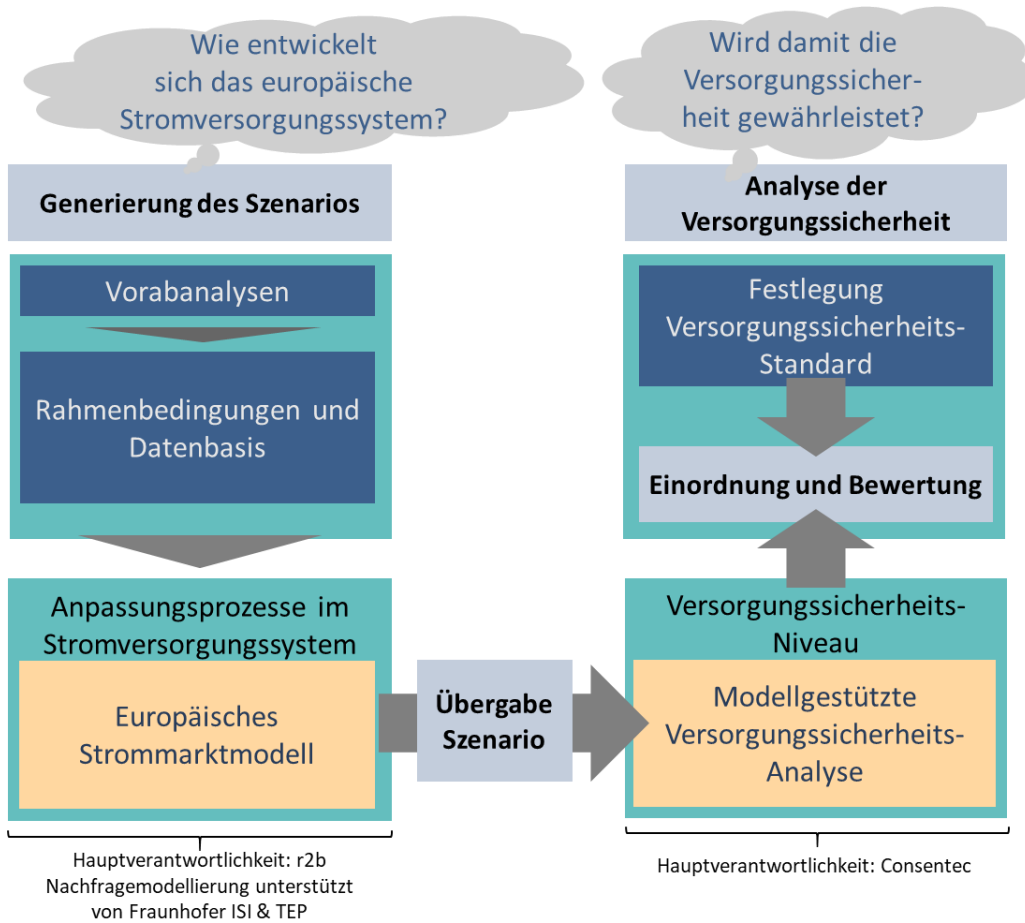 Wie entwickelt
sich das europäische
Stromversorgungssystem?
Generierung des Szenarios
Vorabanalysen
Rahmenbedingungen und
Datenbasis
Anpassungsprozesse im
Stromversorgungssystem
Europäisches
Strommarktmodell
Hauptverantwortlichkeit: r2b
Nachfragemodellierung unterstützt
von Fraunhofer ISI & TEP
Übergabe
Szenario
Wird damit die
Versorgungssicher-
heit gewährleistet?
Analyse der
Versorgungssicherheit
Festlegung
Versorgungssicherheits-
Standard
Einordnung und Bewertung
Versorgungssicherheits-
Niveau
Modellgestützte
Versorgungssicherheits-
Analyse
Hauptverantwortlichkeit: Consentec